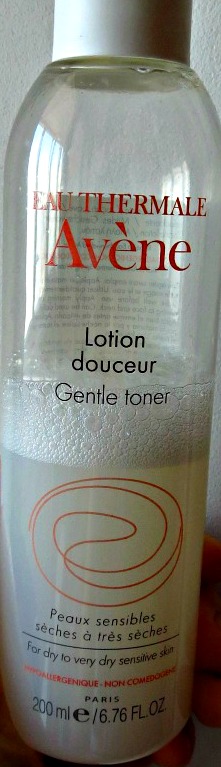 EAU THERMALE
Avène
Lotion
douceur
Gentle toner
Peaux sensibles
sèches à très sèches
For dry to very dry sensitive skin
HYPOALLERGENIQUE - NON COMEDOGENE
PARIS
200 ml e / 6.76 FL.OZ.